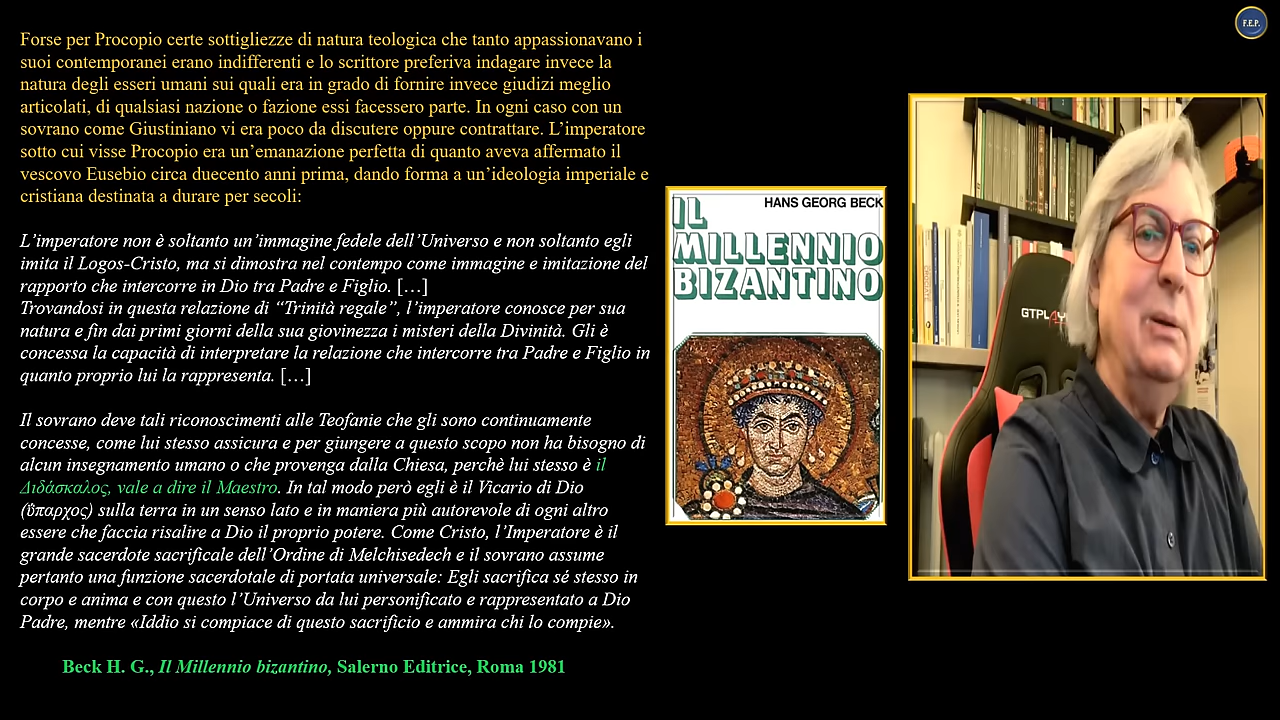 Forse per Procopio certe sottigliezze di natura teologica che tanto appassionavano i
suoi contemporanei erano indifferenti e lo scrittore preferiva indagare invece la
natura degli esseri umani sui quali era in grado di fornire invece giudizi meglio
articolati, di qualsiasi nazione o fazione essi facessero parte. In ogni caso con un
sovrano come Giustiniano vi era poco da discutere oppure contrattare. L’imperatore
sotto cui visse Procopio era un’emanazione perfetta di quanto aveva affermato il
vescovo Eusebio circa duecento anni prima, dando forma a un’ideologia imperiale e
cristiana destinata a durare per secoli:
L’imperatore non è soltanto un’immagine fedele dell’Universo e non soltanto egli
imita il Logos-Cristo, ma si dimostra nel contempo come immagine e imitazione del
rapporto che intercorre in Dio tra Padre e Figlio. […]
Trovandosi in questa relazione di “Trinità regale”, l’imperatore conosce per sua
natura e fin dai primi giorni della sua giovinezza i misteri della Divinità. Gli è
concessa la capacità di interpretare la relazione che intercorre tra Padre e Figlio in
quanto proprio lui la rappresenta. […]
Il sovrano deve tali riconoscimenti alle Teofanie che gli sono continuamente
concesse, come lui stesso assicura e per giungere a questo scopo non ha bisogno di
alcun insegnamento umano o che provenga dalla Chiesa, perchè lui stesso è il
Διδάσκαλος, vale a dire il Maestro. In tal modo però egli è il Vicario di Dio
(ὕπαρχος) sulla terra in un senso lato e in maniera più autorevole di ogni altro
essere che faccia risalire a Dio il proprio potere. Come Cristo, l’Imperatore è il
grande sacerdote sacrificale dell’Ordine di Melchisedech e il sovrano assume
pertanto una funzione sacerdotale di portata universale: Egli sacrifica sé stesso in
corpo e anima e con questo l’Universo da lui personificato e rappresentato a Dio
Padre, mentre «Iddio si compiace di questo sacrificio e ammira chi lo compie».
Beck H. G., Il Millennio bizantino, Salerno Editrice, Roma 1981
HANS GEORG BECK
IL
MILLENNIO
BIZANTINO
F.E.P.
GTPLAYER